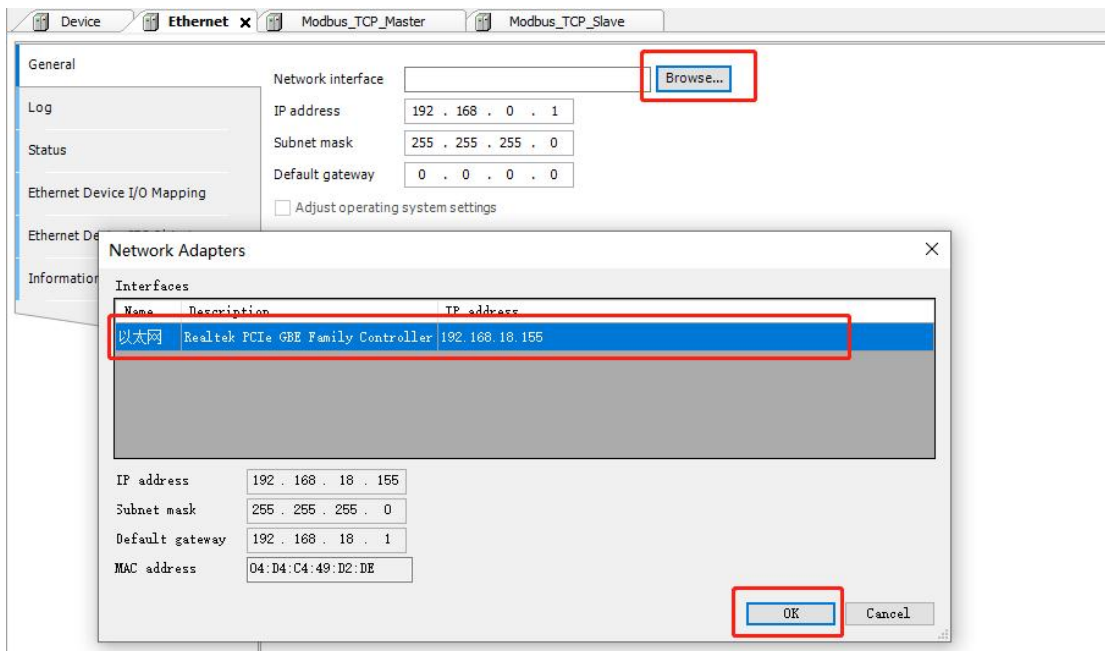 Device Ethernet x Modbus_TCP_Master Modbus_TCP_Slave
General
Log
Status
Ethernet Device I/O Mapping
Ethernet De
Information
Network interface Browse...
IP address 192 . 168 . 0 . 1
Subnet mask 255 . 255 . 255 . 0
Default gateway 0 . 0 . 0 . 0
Adjust operating system settings
Network Adapters
Interfaces
Name Description IP address
以太网 Realtek PCIe GBE Family Controller 192.168.18.155
IP address 192 . 168 . 18 . 155
Subnet mask 255 . 255 . 255 . 0
Default gateway 192 . 168 . 18 . 1
MAC address 04:D4:C4:49:D2:DE
OK Cancel